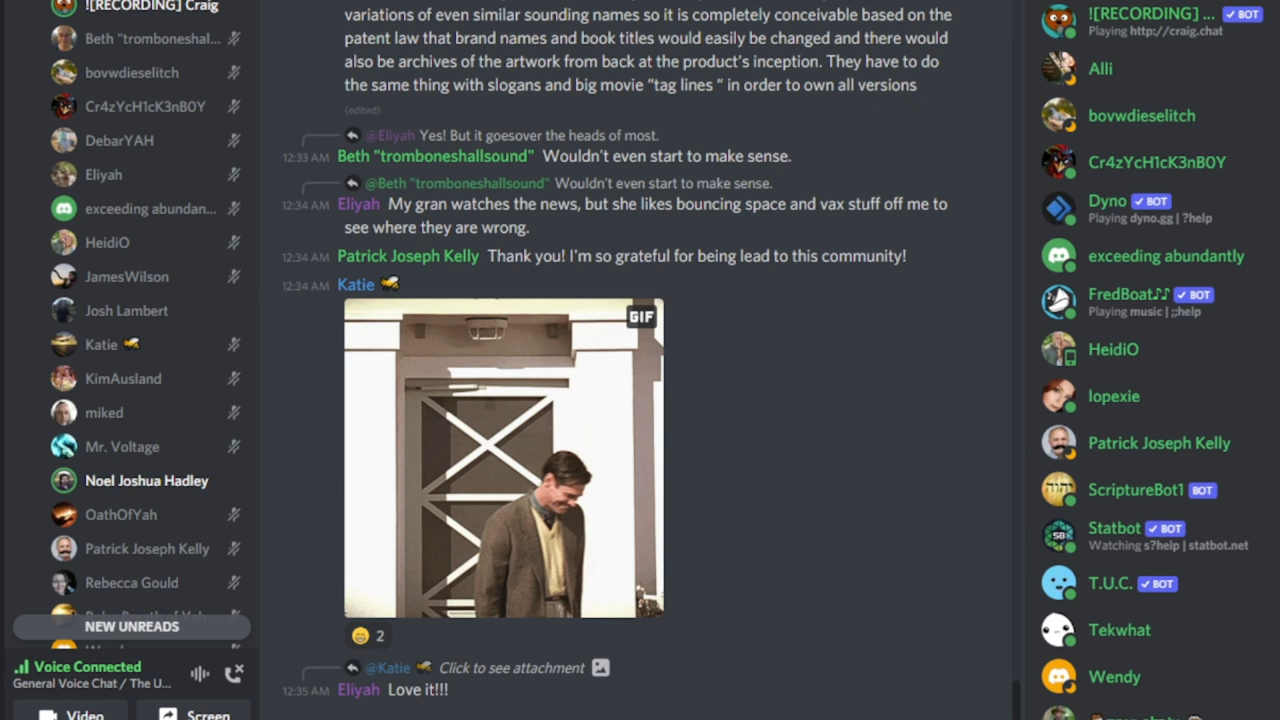 ![RECORDING] Craig
Beth "tromboneshal...
bovwdieselitch
Cr4zYcH1cK3nB0Y
DebarYAH
Eliyah
exceeding abundan...
HeidiO
JamesWilson
Josh Lambert
Katie
KimAusland
miked
Mr. Voltage
Noel Joshua Hadley
OathOfYah
Patrick Joseph Kelly
Rebecca Gould
NEW UNREADS
Voice Connected
General Voice Chat / The U...
Video
Screen
variations of even similar sounding names so it is completely conceivable based on the
patent law that brand names and book titles would easily be changed and there would
also be archives of the artwork from back at the product's inception. They have to do
the same thing with slogans and big movie “tag lines “ in order to own all versions
(edited)
@Eliyah Yes! But it goesover the heads of most.
12:33 AM Beth "tromboneshallsound" Wouldn't even start to make sense.
@Beth "tromboneshallsound" Wouldn't even start to make sense.
12:34 AM Eliyah My gran watches the news, but she likes bouncing space and vax stuff off me to
see where they are wrong.
12:34 AM Patrick Joseph Kelly Thank you! I'm so grateful for being lead to this community!
12:34 AM Katie
GIF
2
@Katie Click to see attachment
12:35 AM Eliyah Love it!!!
![RECORDING] ... BOT
Playing http://craig.chat
Alli
bovwdieselitch
Cr4zYcH1cK3nB0Y
Dyno BOT
Playing dyno.gg | ?help
exceeding abundantly
FredBoat♪♪ BOT
Playing music | ;;help
HeidiO
lopexie
Patrick Joseph Kelly
ScriptureBot1 BOT
Statbot BOT
Watching s?help | statbot.net
T.U.C. BOT
Tekwhat
Wendy